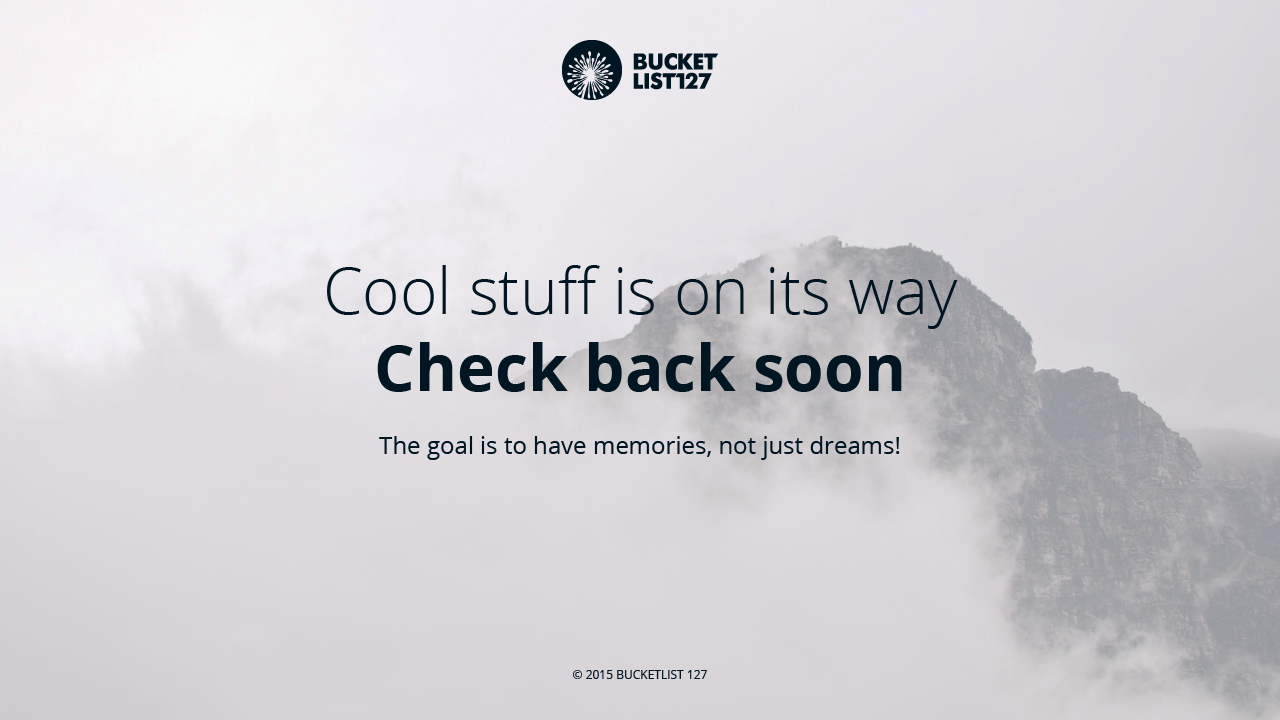 BUCKET
LIST127
Cool stuff is on its way
Check back soon
The goal is to have memories, not just dreams!
© 2015 BUCKETLIST 127